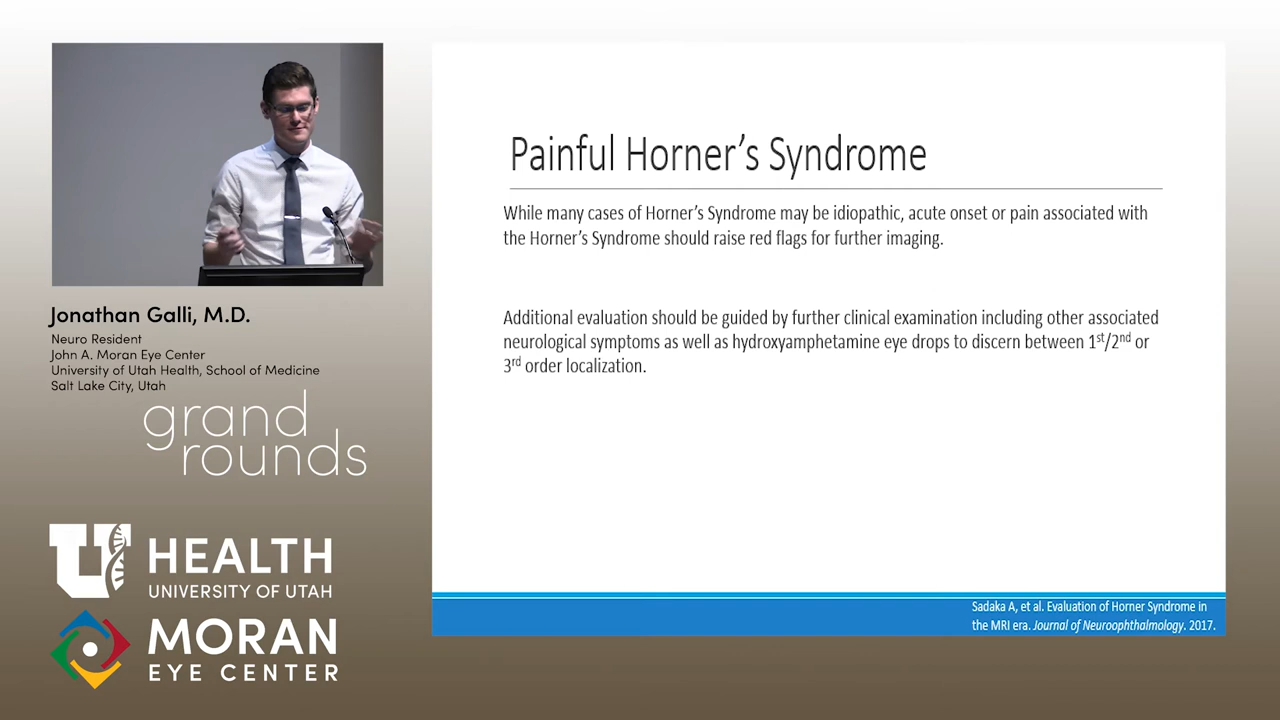 Painful Horner’s Syndrome
While many cases of Horner’s Syndrome may be idiopathic, acute onset or pain associated with
the Horner’s Syndrome should raise red flags for further imaging.
Additional evaluation should be guided by further clinical examination including other associated
neurological symptoms as well as hydroxyamphetamine eye drops to discern between 1st/2nd or
3rd order localization.
Sadaka A, et al. Evaluation of Horner Syndrome in
the MRI era. Journal of Neuroophthalmology. 2017.
Jonathan Galli, M.D.
Neuro Resident
John A. Moran Eye Center
University of Utah Health, School of Medicine
Salt Lake City, Utah
grand
rounds
U HEALTH
UNIVERSITY OF UTAH
MORAN
EYE CENTER